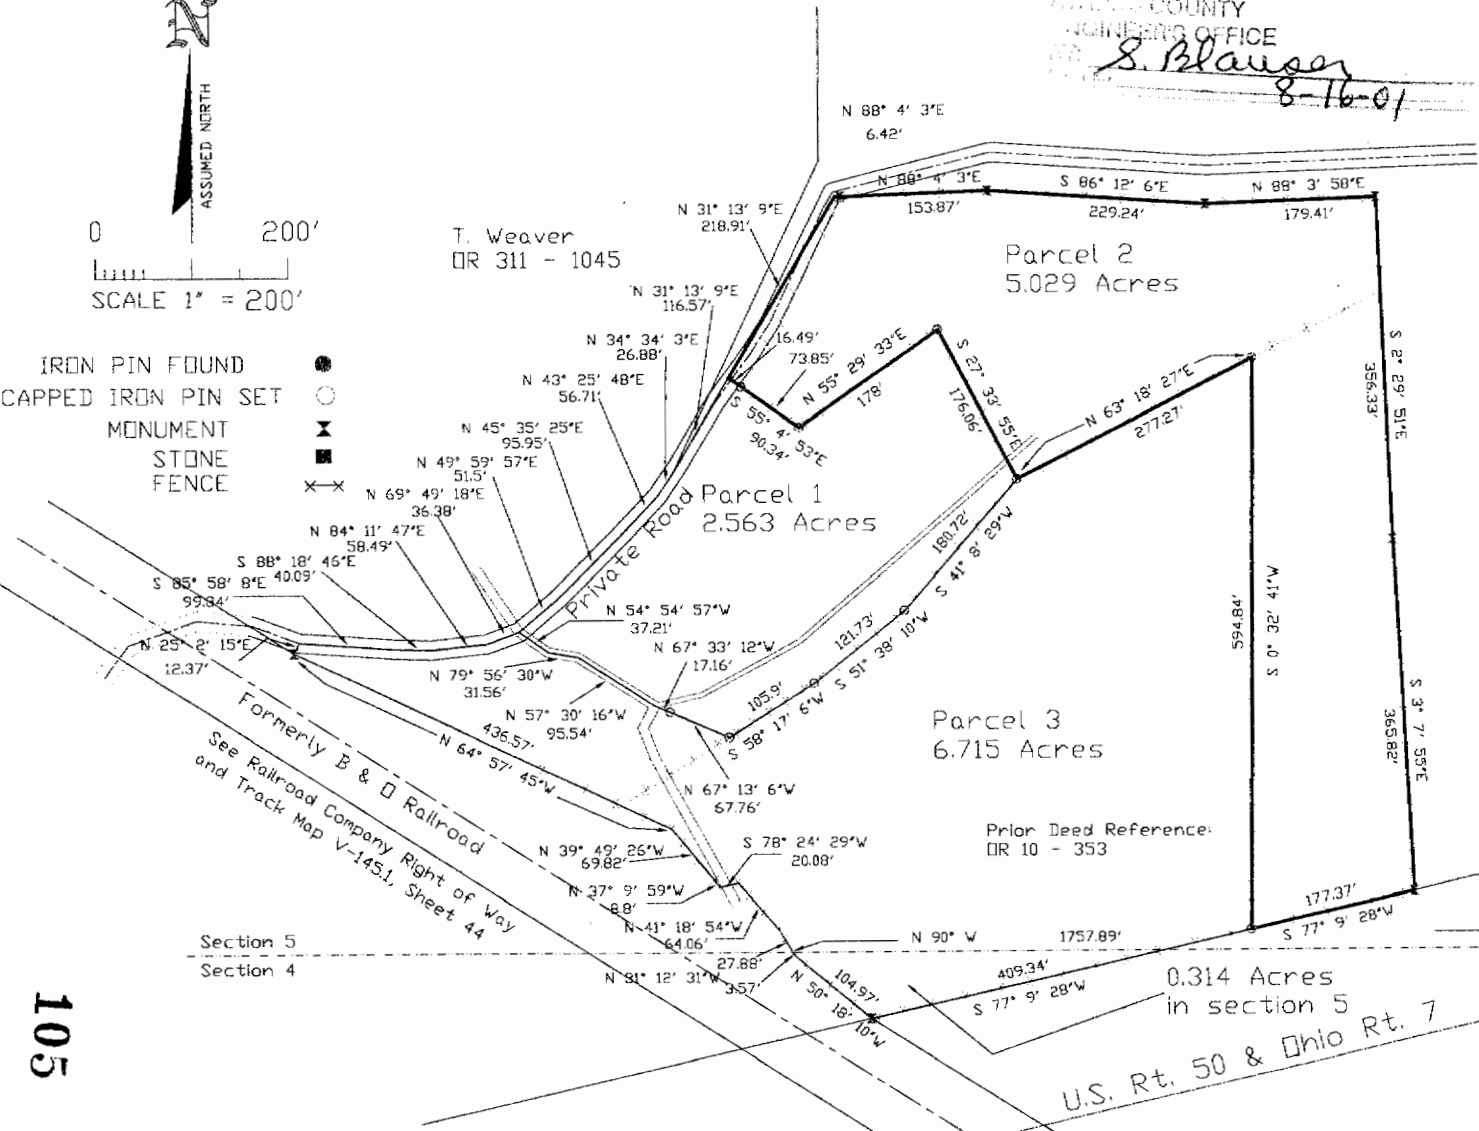 N
ASSUMED NORTH
0 200'
SCALE 1" = 200'
IRON PIN FOUND
CAPPED IRON PIN SET
MONUMENT
STONE
FENCE
COUNTY
OFFICE
S. Blauser
8-16-01
T. Weaver
OR 311 - 1045
N 88° 4' 3"E
6.42'
N 88° 4' 3"E
153.87'
S 86° 12' 6"E
229.24'
N 88° 3' 58"E
179.41'
N 31° 13' 9"E
218.91'
N 31° 13' 9"E
116.57'
N 34° 34' 3"E
26.88'
N 43° 25' 48"E
56.71'
N 45° 35' 25"E
95.95'
N 49° 59' 57"E
51.5'
N 69° 49' 18"E
36.38'
N 84° 11' 47"E
58.49'
S 88° 18' 46"E
40.09'
S 85° 58' 8"E
99.84'
N 25° 2' 15"E
12.37'
Parcel 2
5.029 Acres
16.49'
73.85'
S 55° 4' 53"E
90.34'
N 55° 29' 33"E
178'
S 27° 33' 55"E
176.06'
N 63° 18' 27"E
277.27'
S 2° 29' 51"E
356.33'
S 3° 7' 55"E
365.82'
594.84'
S 0° 32' 41"W
Parcel 1
2.563 Acres
Private Road
180.72'
S 41° 8' 29"W
121.73'
S 51° 38' 10"W
105.9'
S 58° 17' 6"W
N 54° 54' 57"W
37.21'
N 67° 33' 12"W
17.16'
N 79° 56' 30"W
31.56'
N 57° 30' 16"W
95.54'
N 67° 13' 6"W
67.76'
436.57'
N 64° 57' 45"W
Parcel 3
6.715 Acres
Prior Deed Reference:
OR 10 - 353
Formerly B & O Railroad
See Railroad Company Right of Way
and Track Map V-145.1, Sheet 44
N 39° 49' 26"W
69.82'
S 78° 24' 29"W
20.08'
N 37° 9' 59"W
8.8'
N 41° 18' 54"W
64.06'
27.88'
N 31° 12' 31"W
3.57'
N 50° 18' 10"W
104.97'
N 90° W 1757.89'
Section 5
Section 4
409.34'
S 77° 9' 28"W
177.37'
S 77° 9' 28"W
0.314 Acres
in section 5
U.S. Rt. 50 & Ohio Rt. 7
105